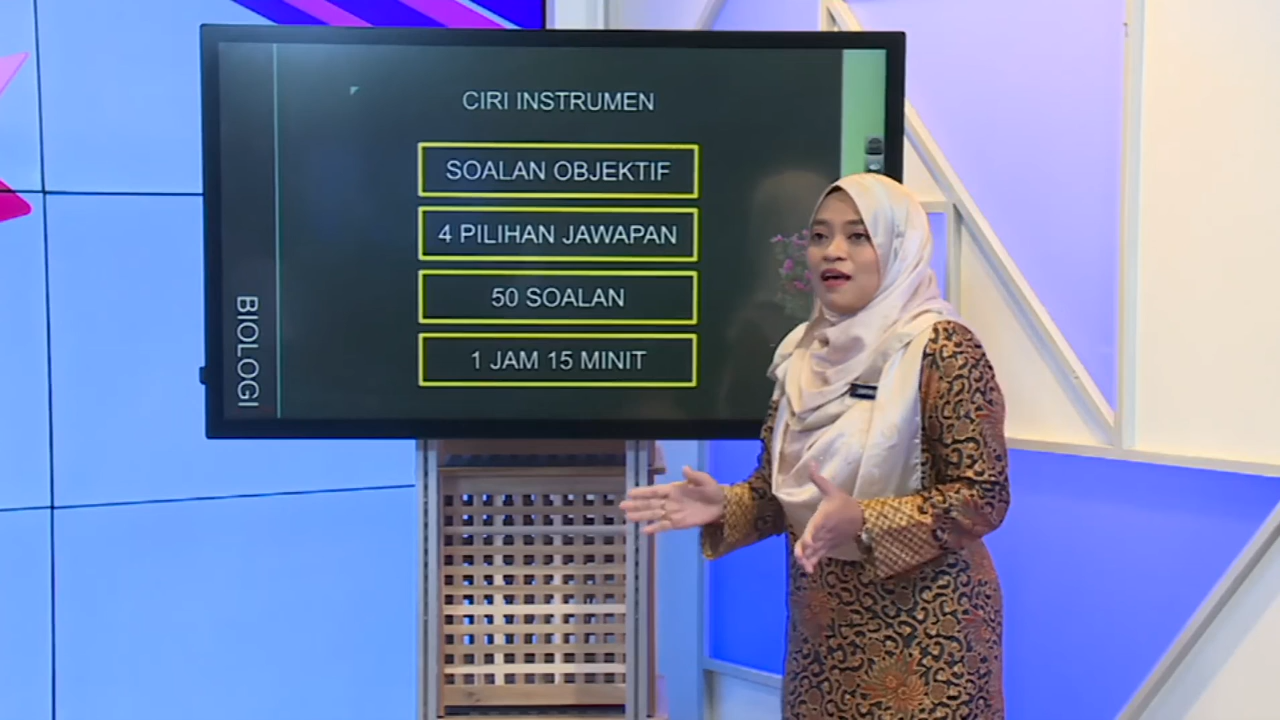 CIRI INSTRUMEN
SOALAN OBJEKTIF
4 PILIHAN JAWAPAN
50 SOALAN
1 JAM 15 MINIT
BIOLOGI